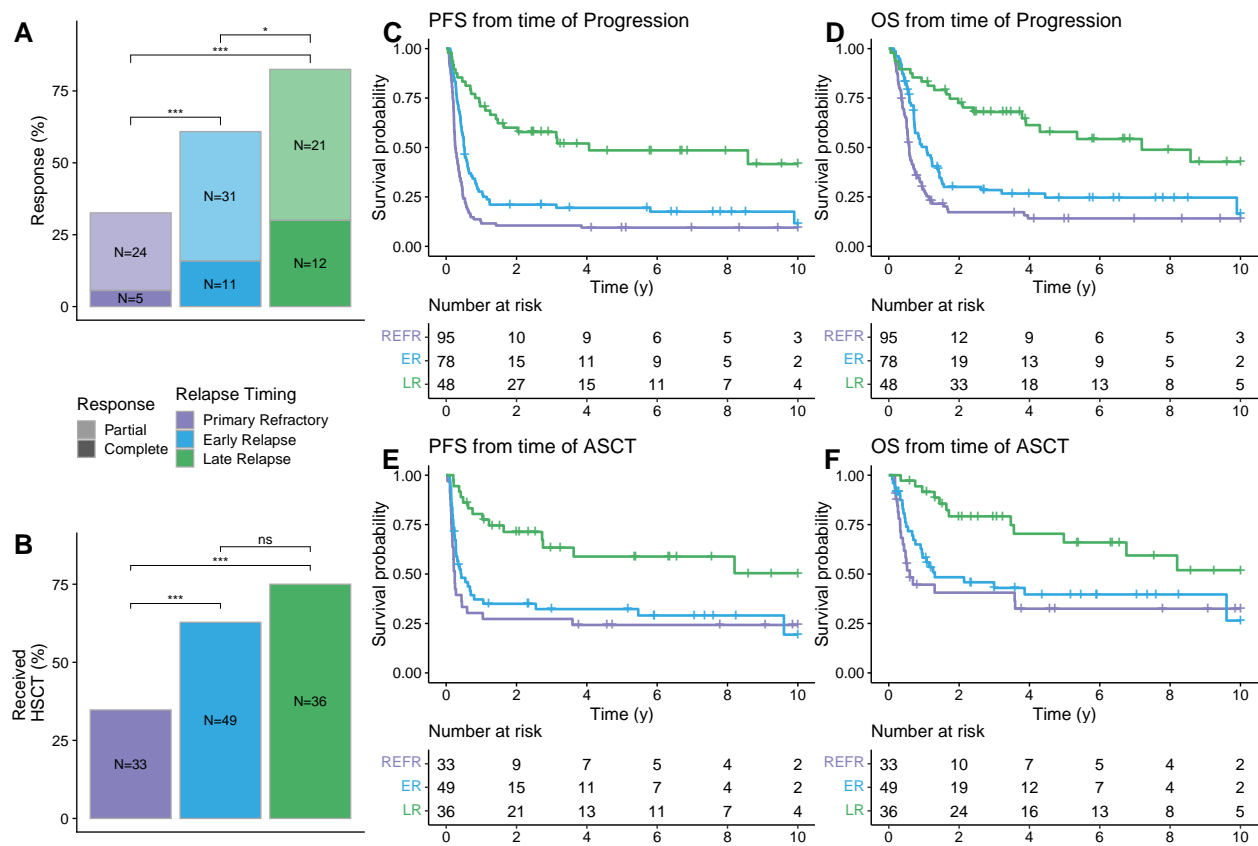 A
Response (%)
75
50
25
0
***
***
*
N=24
N=5
N=31
N=11
N=21
N=12
Response
Partial
Complete
Relapse Timing
Primary Refractory
Early Relapse
Late Relapse
B
Received
HSCT (%)
75
50
25
0
***
***
ns
N=33
N=49
N=36
C
PFS from time of Progression
Survival probability
1.00
0.75
0.50
0.25
0.00
0 2 4 6 8 10
Time (y)
Number at risk
REFR 95 10 9 6 5 3
ER 78 15 11 9 5 2
LR 48 27 15 11 7 4
0 2 4 6 8 10
D
OS from time of Progression
Survival probability
1.00
0.75
0.50
0.25
0.00
0 2 4 6 8 10
Time (y)
Number at risk
REFR 95 12 9 6 5 3
ER 78 19 13 9 5 2
LR 48 33 18 13 8 5
0 2 4 6 8 10
E
PFS from time of ASCT
Survival probability
1.00
0.75
0.50
0.25
0.00
0 2 4 6 8 10
Time (y)
Number at risk
REFR 33 9 7 5 4 2
ER 49 15 11 7 4 2
LR 36 21 13 11 7 4
0 2 4 6 8 10
F
OS from time of ASCT
Survival probability
1.00
0.75
0.50
0.25
0.00
0 2 4 6 8 10
Time (y)
Number at risk
REFR 33 10 7 5 4 2
ER 49 19 12 7 4 2
LR 36 24 16 13 8 5
0 2 4 6 8 10